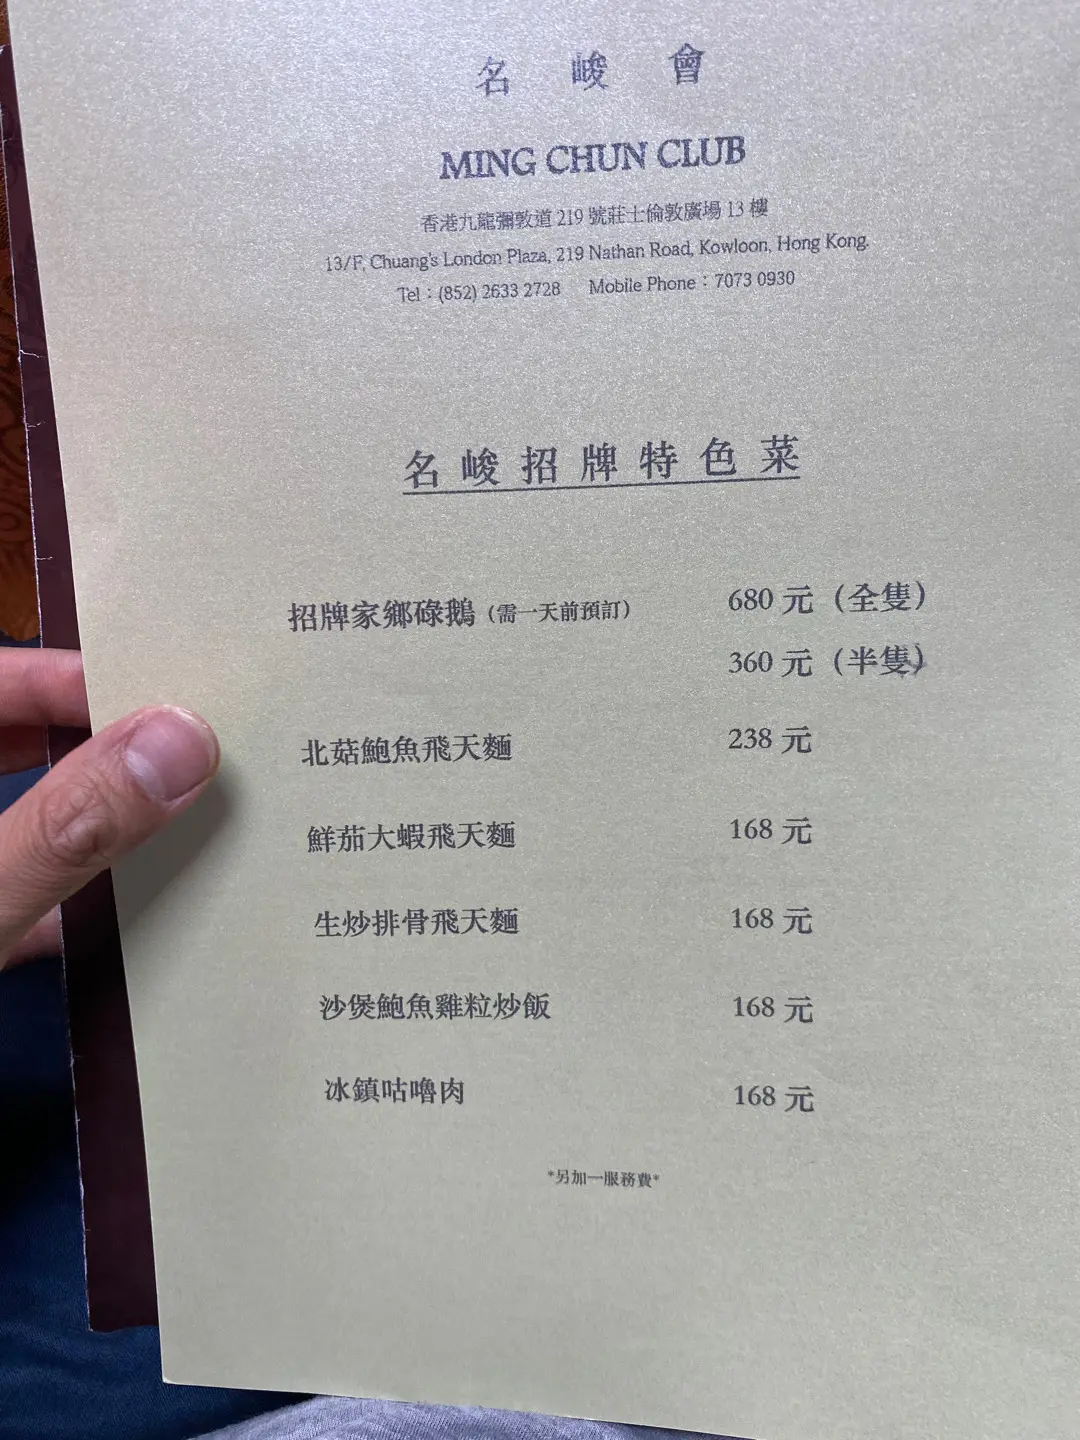 名峻會
MING CHUN CLUB
香港九龍彌敦道 219 號莊士倫敦廣場 13 樓
13/F, Chuang's London Plaza, 219 Nathan Road, Kowloon, Hong Kong.
Tel：(852) 2633 2728 Mobile Phone：7073 0930
名峻招牌特色菜
招牌家鄉碌鵝（需一天前預訂） 680 元（全隻）
360 元（半隻）
北菇鮑魚飛天麵 238 元
鮮茄大蝦飛天麵 168 元
生炒排骨飛天麵 168 元
沙煲鮑魚雞粒炒飯 168 元
冰鎮咕嚕肉 168 元
*另加一服務費*